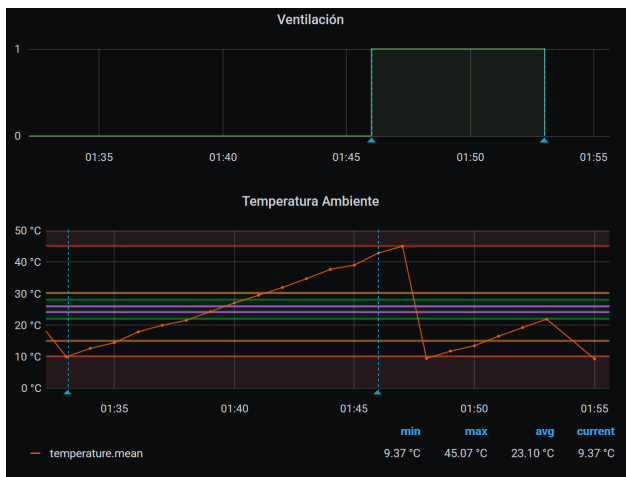 Ventilación
1
0
01:35 01:40 01:45 01:50 01:55
Temperatura Ambiente
50 °C
40 °C
30 °C
20 °C
10 °C
0 °C
01:35 01:40 01:45 01:50 01:55
min max avg current
temperature.mean 9.37 °C 45.07 °C 23.10 °C 9.37 °C